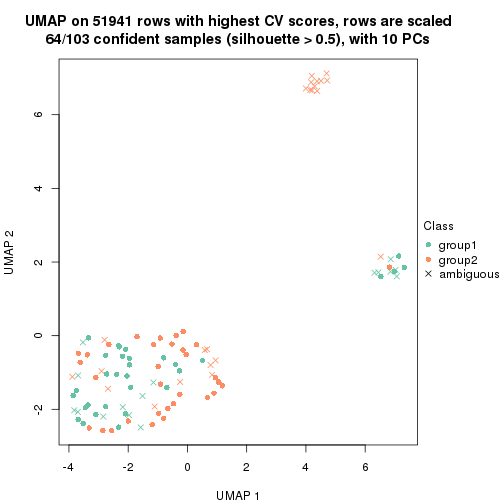 UMAP on 51941 rows with highest CV scores, rows are scaled
64/103 confident samples (silhouette > 0.5), with 10 PCs
6
4
2
0
-2
UMAP 2
-4
-2
0
2
4
6
UMAP 1
Class
group1
group2
ambiguous